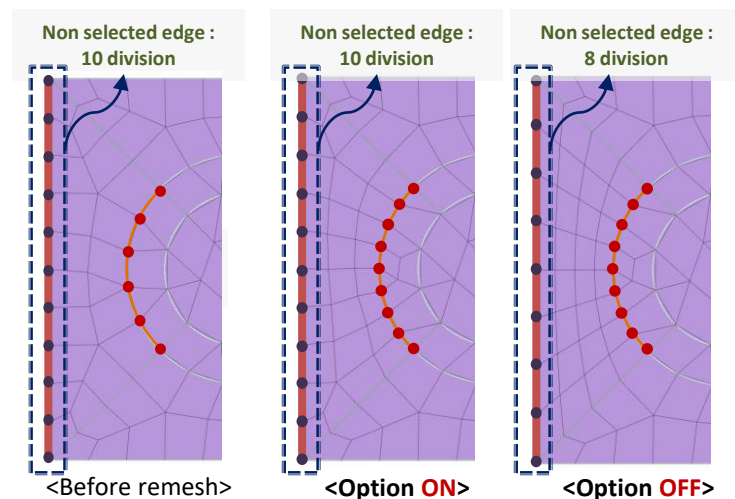 Non selected edge :
10 division
Non selected edge :
10 division
Non selected edge :
8 division
<Before remesh>
<Option ON>
<Option OFF>